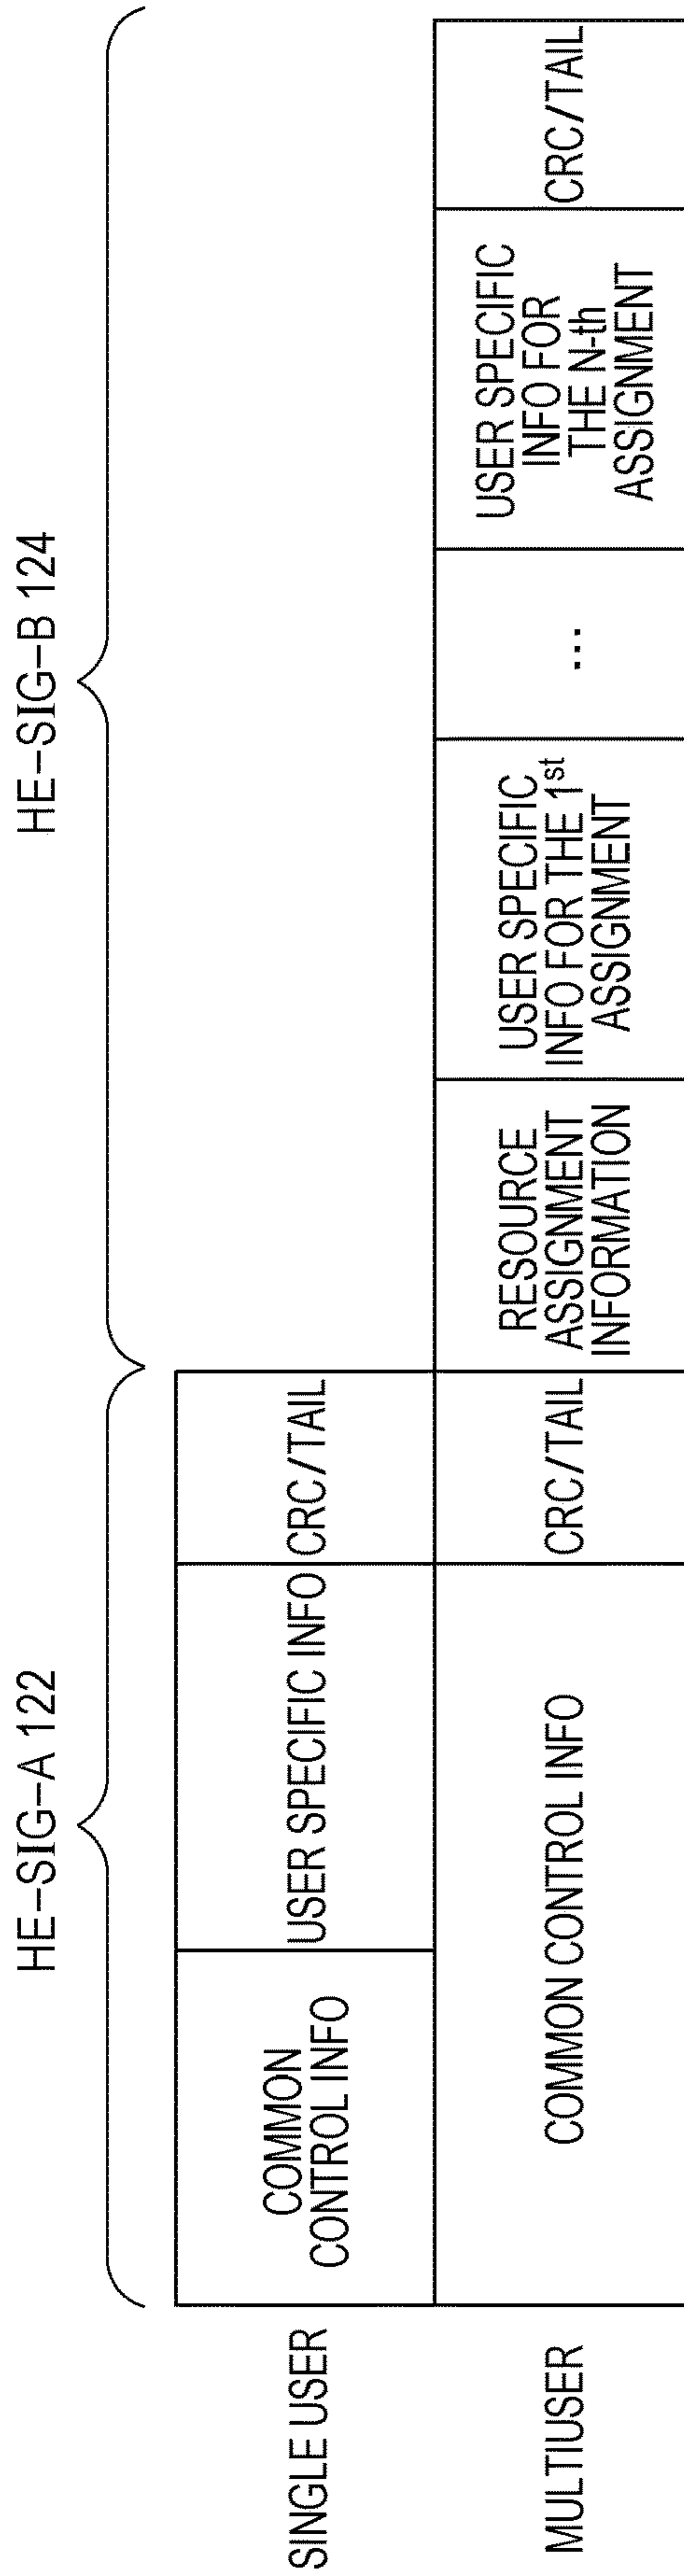 HE-SIG-A 122
HE-SIG-B 124
SINGLE USER
COMMON
CONTROL INFO
USER SPECIFIC INFO
CRC/TAIL
MULTIUSER
COMMON CONTROL INFO
CRC/TAIL
RESOURCE
ASSIGNMENT
INFORMATION
USER SPECIFIC
INFO FOR THE 1st
ASSIGNMENT
...
USER SPECIFIC
INFO FOR
THE N-th
ASSIGNMENT
CRC/TAIL